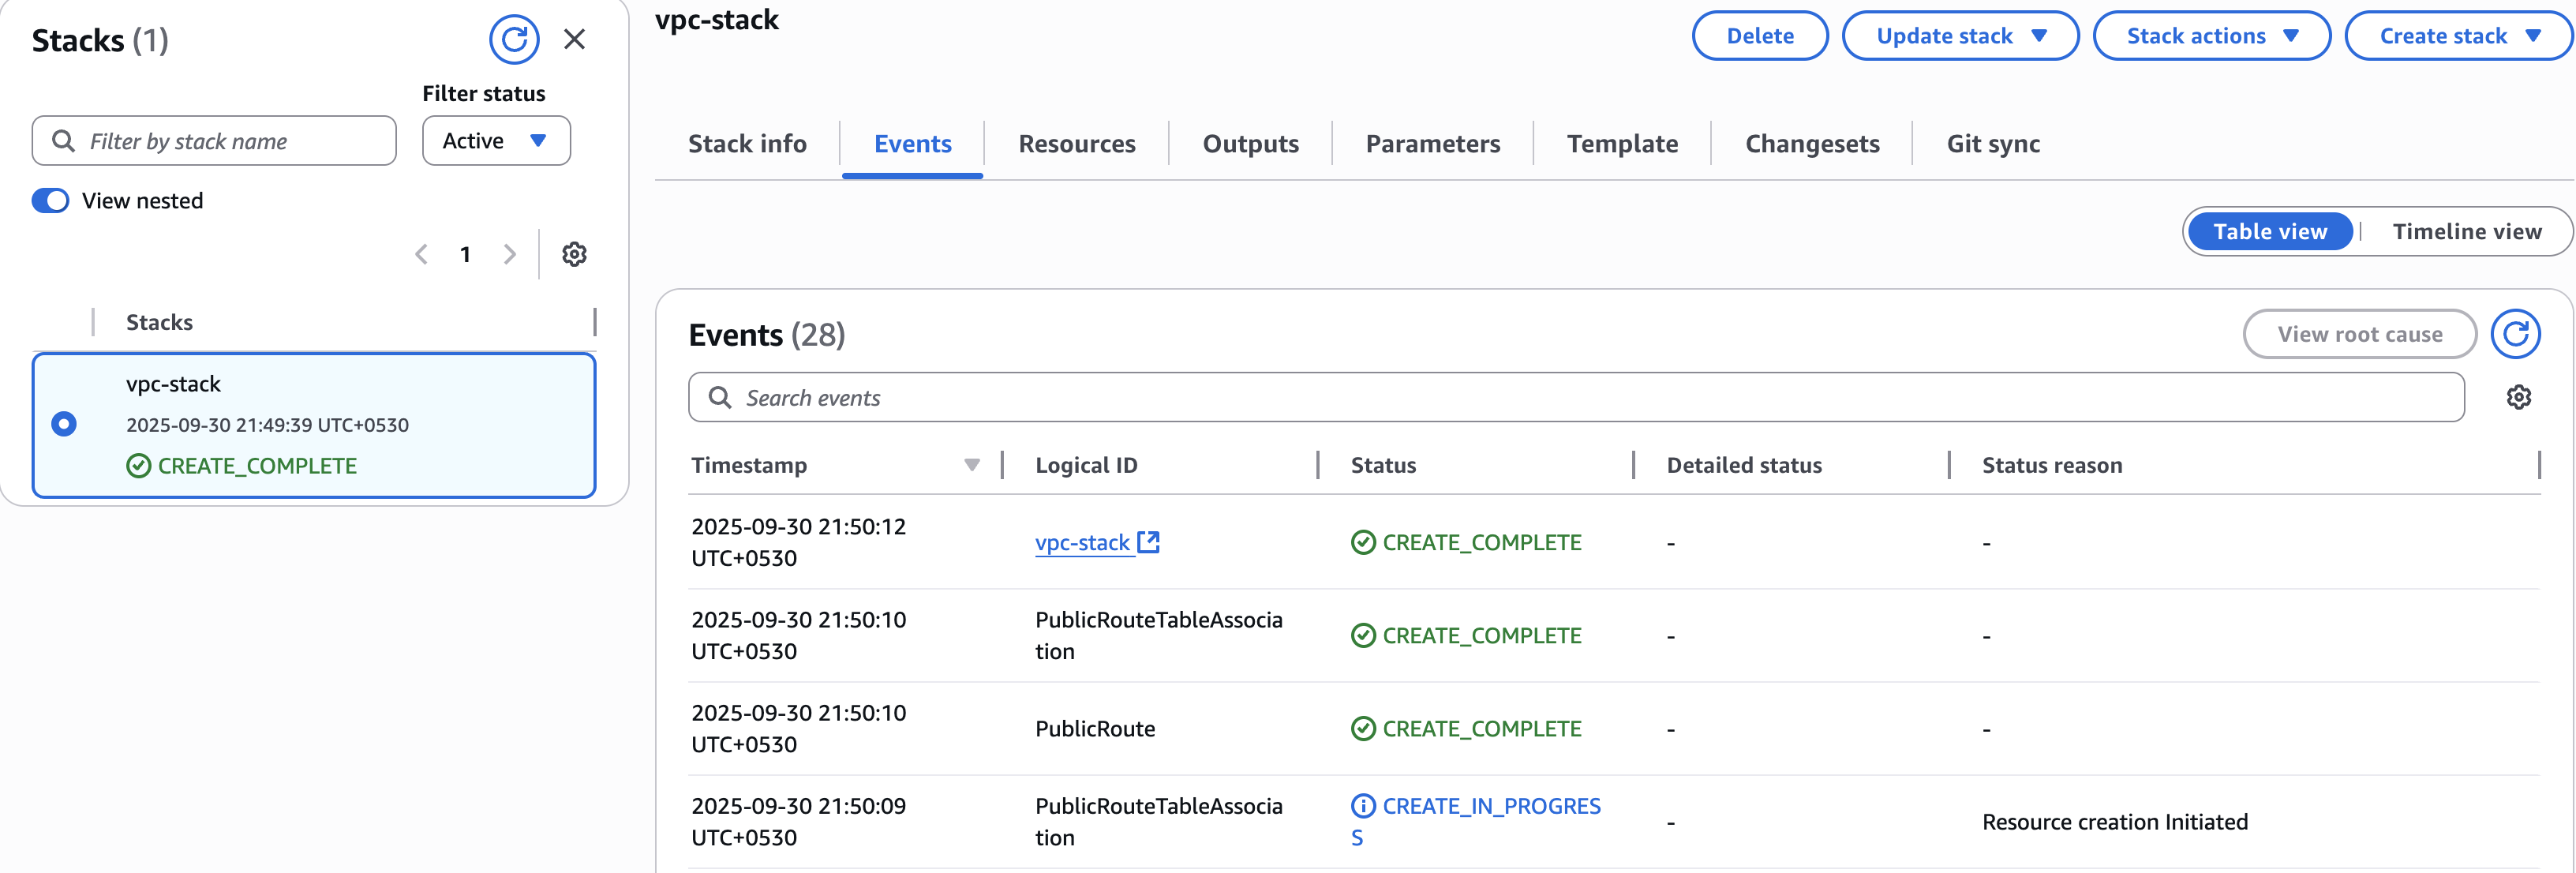 Stacks (1)
Filter status
Filter by stack name
Active
View nested
1
Stacks
vpc-stack
2025-09-30 21:49:39 UTC+0530
CREATE_COMPLETE
vpc-stack
Delete
Update stack
Stack actions
Create stack
Stack info
Events
Resources
Outputs
Parameters
Template
Changesets
Git sync
Table view
Timeline view
Events (28)
View root cause
Search events
Timestamp
Logical ID
Status
Detailed status
Status reason
2025-09-30 21:50:12
UTC+0530
vpc-stack
CREATE_COMPLETE
-
-
2025-09-30 21:50:10
UTC+0530
PublicRouteTableAssocia
tion
CREATE_COMPLETE
-
-
2025-09-30 21:50:10
UTC+0530
PublicRoute
CREATE_COMPLETE
-
-
2025-09-30 21:50:09
UTC+0530
PublicRouteTableAssocia
tion
CREATE_IN_PROGRES
S
-
Resource creation Initiated